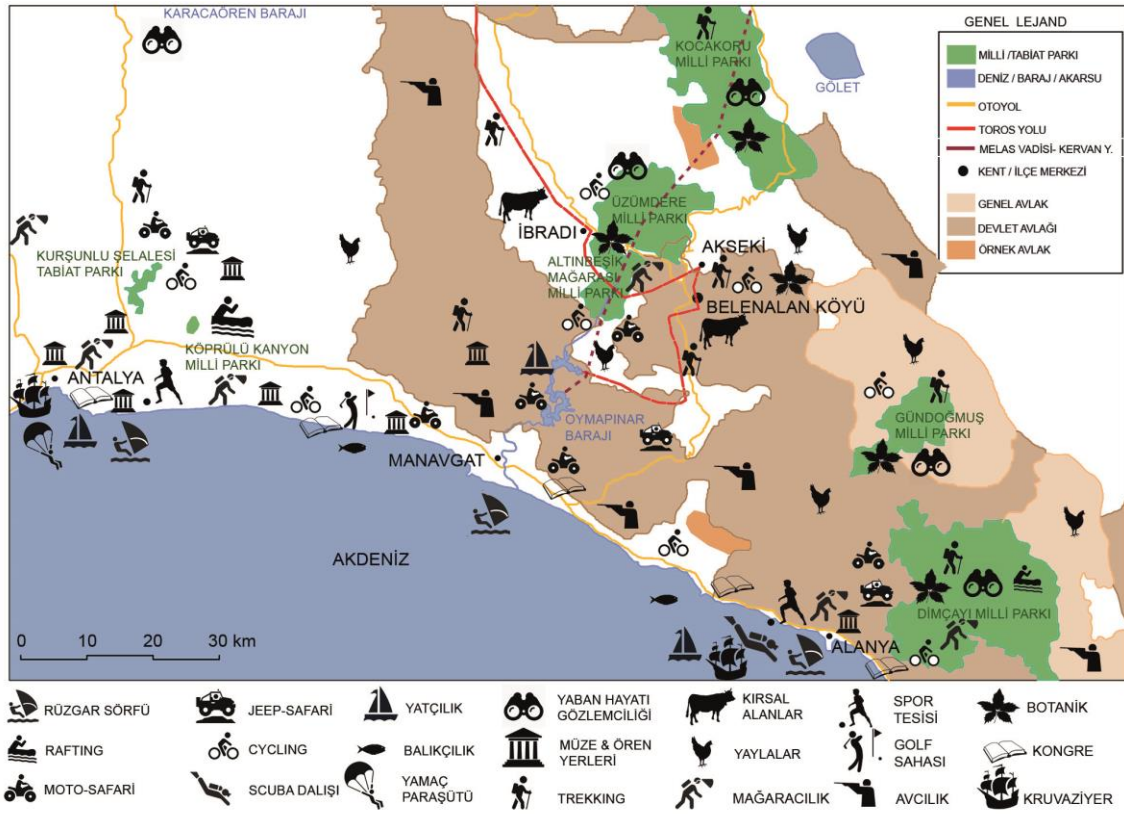 KARACAÖREN BARAJI
KOCAKORU
MİLLİ PARKI
GÖLET
GENEL LEJAND
MİLLİ /TABİAT PARKI
DENİZ / BARAJ / AKARSU
OTOYOL
TOROS YOLU
MELAS VADİSİ- KERVAN Y.
KENT / İLÇE MERKEZİ
GENEL AVLAK
DEVLET AVLAĞI
ÖRNEK AVLAK
ÜZÜMDERE
MİLLİ PARKI
İBRADI
AKSEKİ
KURŞUNLU ŞELALESİ
TABİAT PARKI
ALTINBEŞİK
MAĞARASI
MİLLİ PARKI
BELENALAN KÖYÜ
KÖPRÜLÜ KANYON
MİLLİ PARKI
ANTALYA
OYMAPINAR
BARAJI
GÜNDOĞMUŞ
MİLLİ PARKI
MANAVGAT
AKDENİZ
DİMÇAYI MİLLİ PARKI
ALANYA
0 10 20 30 km
RÜZGAR SÖRFÜ
JEEP-SAFARİ
YATÇILIK
YABAN HAYATI
GÖZLEMCİLİĞİ
KIRSAL
ALANLAR
SPOR
TESİSİ
BOTANİK
RAFTING
CYCLING
BALIKÇILIK
MÜZE & ÖREN
YERLERİ
YAYLALAR
GOLF
SAHASI
KONGRE
MOTO-SAFARİ
SCUBA DALIŞI
YAMAÇ
PARAŞÜTÜ
TREKKING
MAĞARACILIK
AVCILIK
KRUVAZİYER